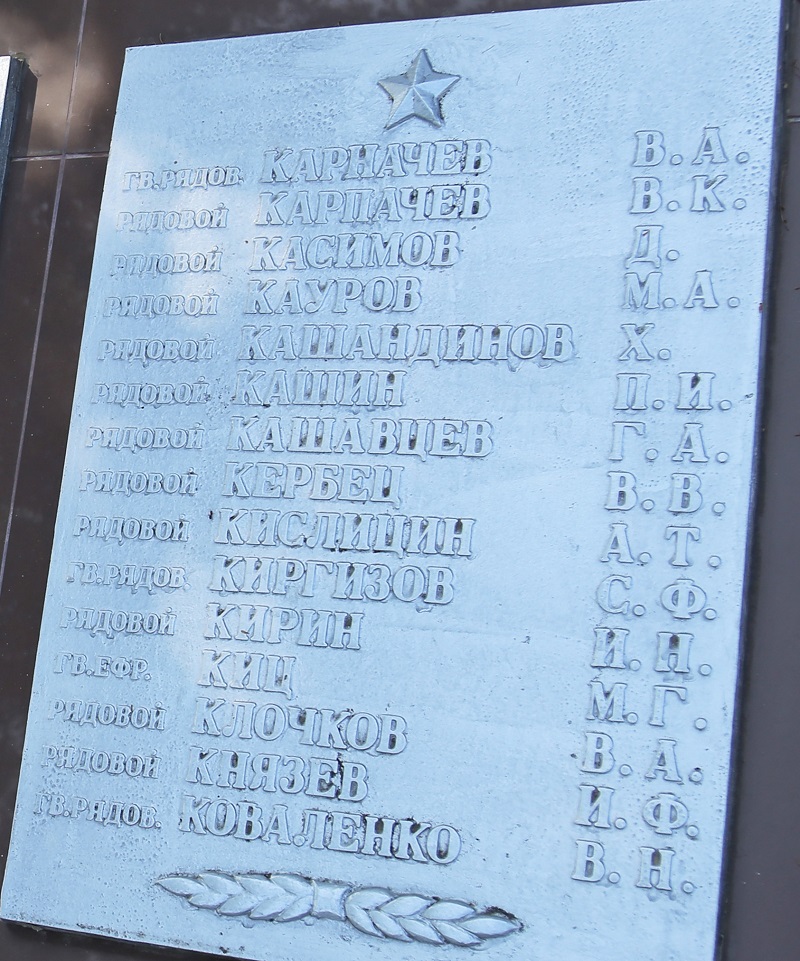 ГВ.РЯДОВ. КАРНАЧЕВ В.А.
РЯДОВОЙ КАРПАЧЕВ В.К.
РЯДОВОЙ КАСИМОВ Д.
РЯДОВОЙ КАУРОВ М.А.
РЯДОВОЙ КАШАНДИНОВ Х.
РЯДОВОЙ КАШИН П.И.
РЯДОВОЙ КАШАВЦЕВ Г.А.
РЯДОВОЙ КЕРБЕЦ В.В.
РЯДОВОЙ КИСЛИЦИН А.Т.
ГВ.РЯДОВ. КИРГИЗОВ С.Ф.
РЯДОВОЙ КИРИН И.Н.
ГВ.ЕФР. КИЦ М.Г.
РЯДОВОЙ КЛОЧКОВ В.А.
РЯДОВОЙ КНЯЗЕВ И.Ф.
ГВ.РЯДОВ. КОВАЛЕНКО В.Н.